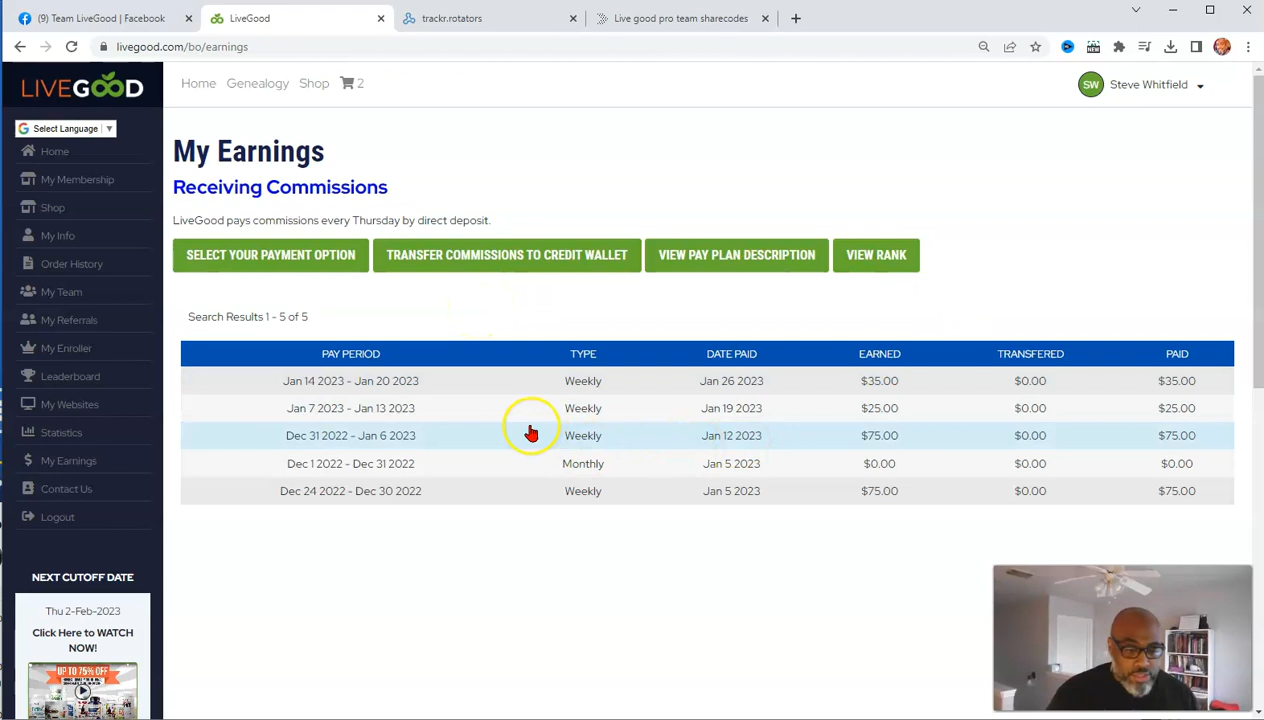 (9) Team LiveGood | Facebook
LiveGood
trackr.rotators
Live good pro team sharecodes
livegood.com/bo/earnings
LIVEGOOD
Home Genealogy Shop 2
SW Steve Whitfield
Select Language
Home
My Membership
Shop
My Info
Order History
My Team
My Referrals
My Enroller
Leaderboard
My Websites
Statistics
My Earnings
Contact Us
Logout
NEXT CUTOFF DATE
Thu 2-Feb-2023
Click Here to WATCH
NOW!
UP TO 75% OFF
My Earnings
Receiving Commissions
LiveGood pays commissions every Thursday by direct deposit.
SELECT YOUR PAYMENT OPTION
TRANSFER COMMISSIONS TO CREDIT WALLET
VIEW PAY PLAN DESCRIPTION
VIEW RANK
Search Results 1 - 5 of 5
PAY PERIOD TYPE DATE PAID EARNED TRANSFERED PAID
Jan 14 2023 - Jan 20 2023 Weekly Jan 26 2023 $35.00 $0.00 $35.00
Jan 7 2023 - Jan 13 2023 Weekly Jan 19 2023 $25.00 $0.00 $25.00
Dec 31 2022 - Jan 6 2023 Weekly Jan 12 2023 $75.00 $0.00 $75.00
Dec 1 2022 - Dec 31 2022 Monthly Jan 5 2023 $0.00 $0.00 $0.00
Dec 24 2022 - Dec 30 2022 Weekly Jan 5 2023 $75.00 $0.00 $75.00